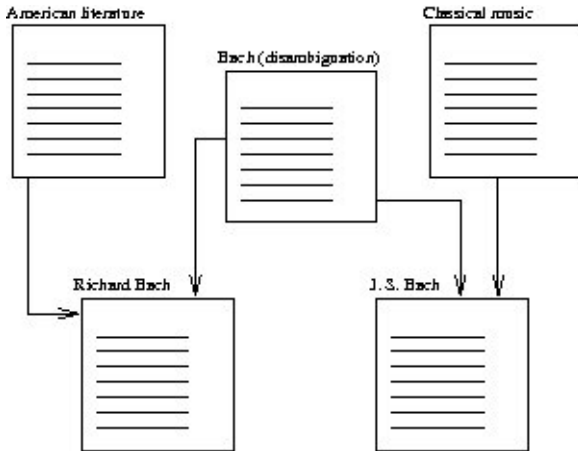 American literature
Classical music
Bach (disambiguation)
Richard Bach
J. S. Bach